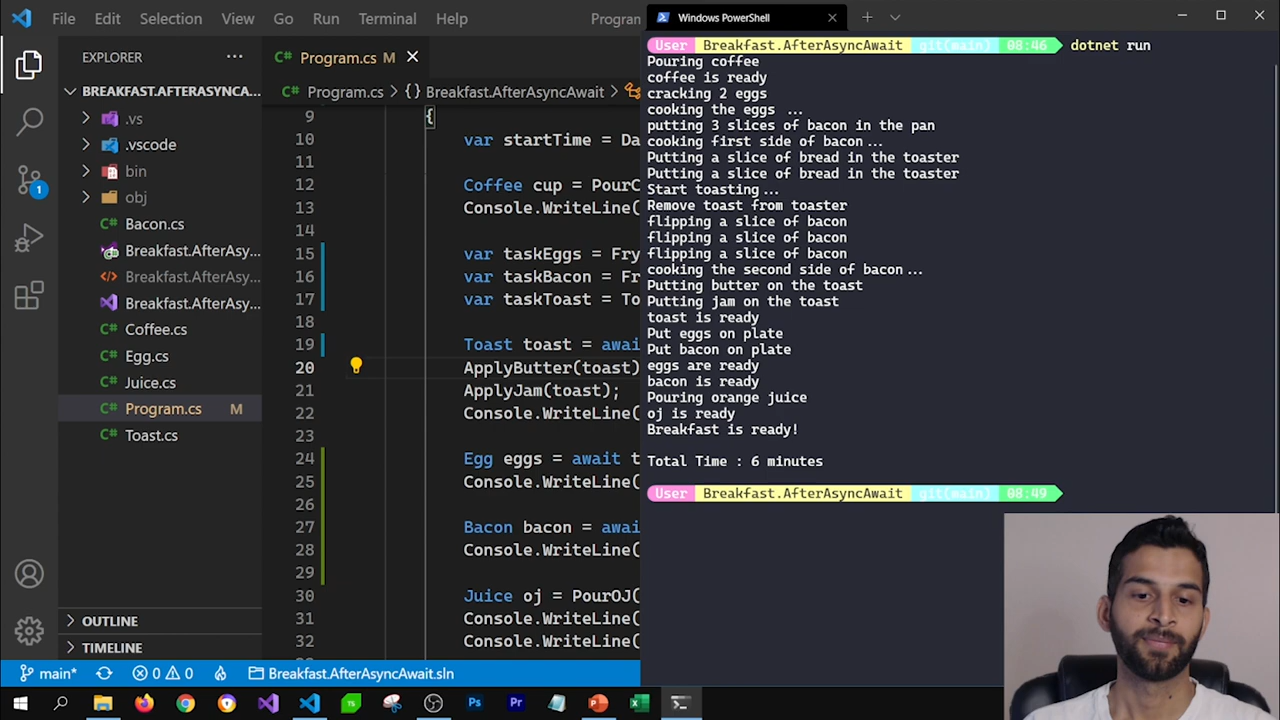 File Edit Selection View Go Run Terminal Help Program
EXPLORER ...
BREAKFAST.AFTERASYNCA...
.vs
.vscode
bin
obj
C# Bacon.cs
Breakfast.AfterAsy...
Breakfast.AfterAsy...
Breakfast.AfterAsy...
C# Coffee.cs
C# Egg.cs
C# Juice.cs
C# Program.cs M
C# Toast.cs
OUTLINE
TIMELINE
1
C# Program.cs M
C# Program.cs > {} Breakfast.AfterAsyncAwait >
9 {
10 var startTime = Da
11
12 Coffee cup = PourC
13 Console.WriteLine(
14
15 var taskEggs = Fry
16 var taskBacon = Fr
17 var taskToast = To
18
19 Toast toast = awai
20 ApplyButter(toast)
21 ApplyJam(toast);
22 Console.WriteLine(
23
24 Egg eggs = await t
25 Console.WriteLine(
26
27 Bacon bacon = awai
28 Console.WriteLine(
29
30 Juice oj = PourOJ(
31 Console.WriteLine(
32 Console.WriteLine(
main* 0 0 Breakfast.AfterAsyncAwait.sln
Windows PowerShell
User Breakfast.AfterAsyncAwait git(main) 08:46 dotnet run
Pouring coffee
coffee is ready
cracking 2 eggs
cooking the eggs ...
putting 3 slices of bacon in the pan
cooking first side of bacon...
Putting a slice of bread in the toaster
Putting a slice of bread in the toaster
Start toasting...
Remove toast from toaster
flipping a slice of bacon
flipping a slice of bacon
flipping a slice of bacon
cooking the second side of bacon...
Putting butter on the toast
Putting jam on the toast
toast is ready
Put eggs on plate
Put bacon on plate
eggs are ready
bacon is ready
Pouring orange juice
oj is ready
Breakfast is ready!
Total Time : 6 minutes
User Breakfast.AfterAsyncAwait git(main) 08:49
Ps Pr